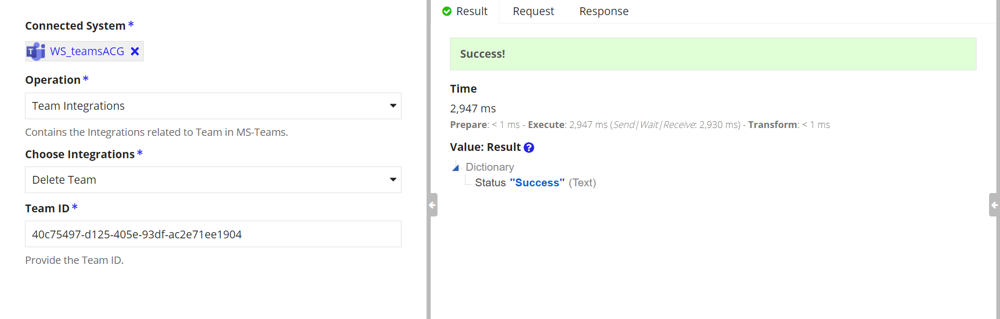 Connected System *
WS_teamsACG
Operation *
Team Integrations
Contains the Integrations related to Team in MS-Teams.
Choose Integrations *
Delete Team
Team ID *
40c75497-d125-405e-93df-ac2e71ee1904
Provide the Team ID.
Result Request Response
Success!
Time
2,947 ms
Prepare: < 1 ms - Execute: 2,947 ms (Send|Wait|Receive: 2,930 ms) - Transform: < 1 ms
Value: Result ?
Dictionary
Status "Success" (Text)